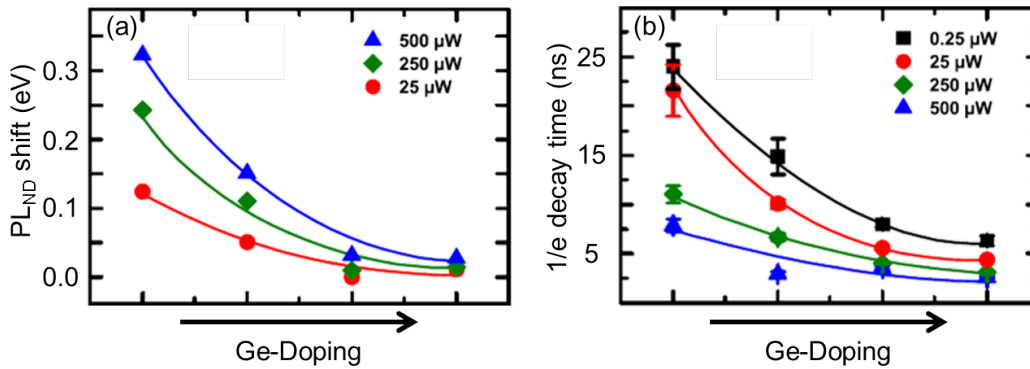 (a)
500 µW
250 µW
25 µW
0.3
0.2
0.1
0.0
PLND shift (eV)
Ge-Doping
(b)
0.25 µW
25 µW
250 µW
500 µW
25
15
5
1/e decay time (ns)
Ge-Doping